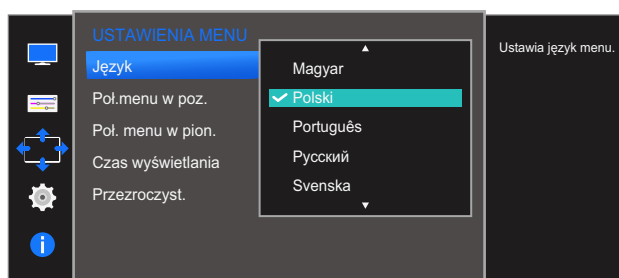 USTAWIENIA MENU
Język
Poł.menu w poz.
Poł. menu w pion.
Czas wyświetlania
Przezroczyst.
Magyar
Polski
Português
Русский
Svenska
Ustawia język menu.